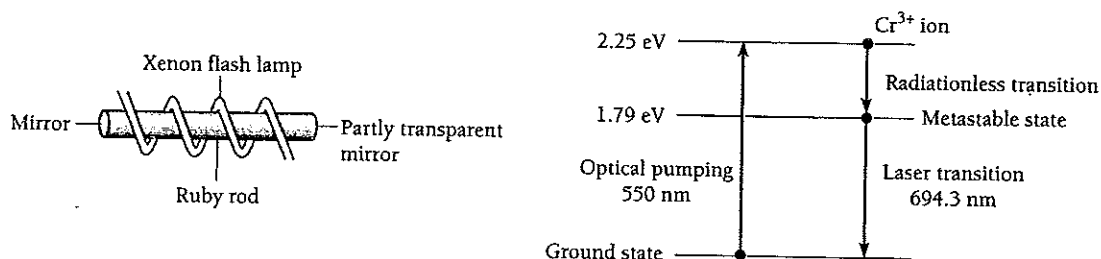 Xenon flash lamp
Mirror
Partly transparent
mirror
Ruby rod
Cr³⁺ ion
2.25 eV
Radiationless transition
1.79 eV
Metastable state
Optical pumping
550 nm
Laser transition
694.3 nm
Ground state